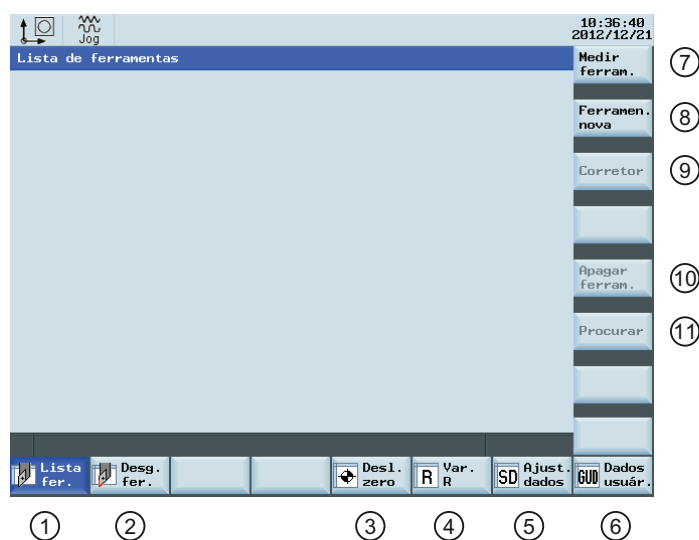 Jog
10:36:40
2012/12/21
Lista de ferramentas
Medir
ferram.
7
Ferramen.
nova
8
Corretor
9
Apagar
ferram.
10
Procurar
11
Lista
fer.
Desg.
fer.
Desl.
zero
R
Var.
R
SD
Ajust.
dados
GUD
Dados
usuár.
1
2
3
4
5
6